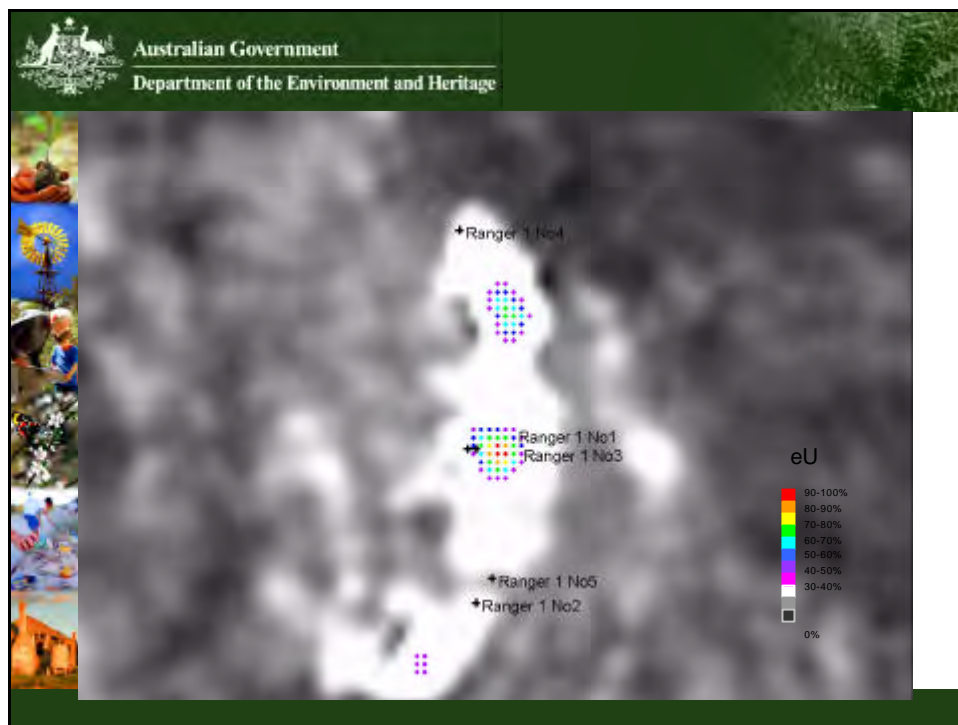 Australian Government
Department of the Environment and Heritage
Ranger 1 No4
Ranger 1 No1
Ranger 1 No3
Ranger 1 No5
Ranger 1 No2
eU
90-100%
80-90%
70-80%
60-70%
50-60%
40-50%
30-40%
0%